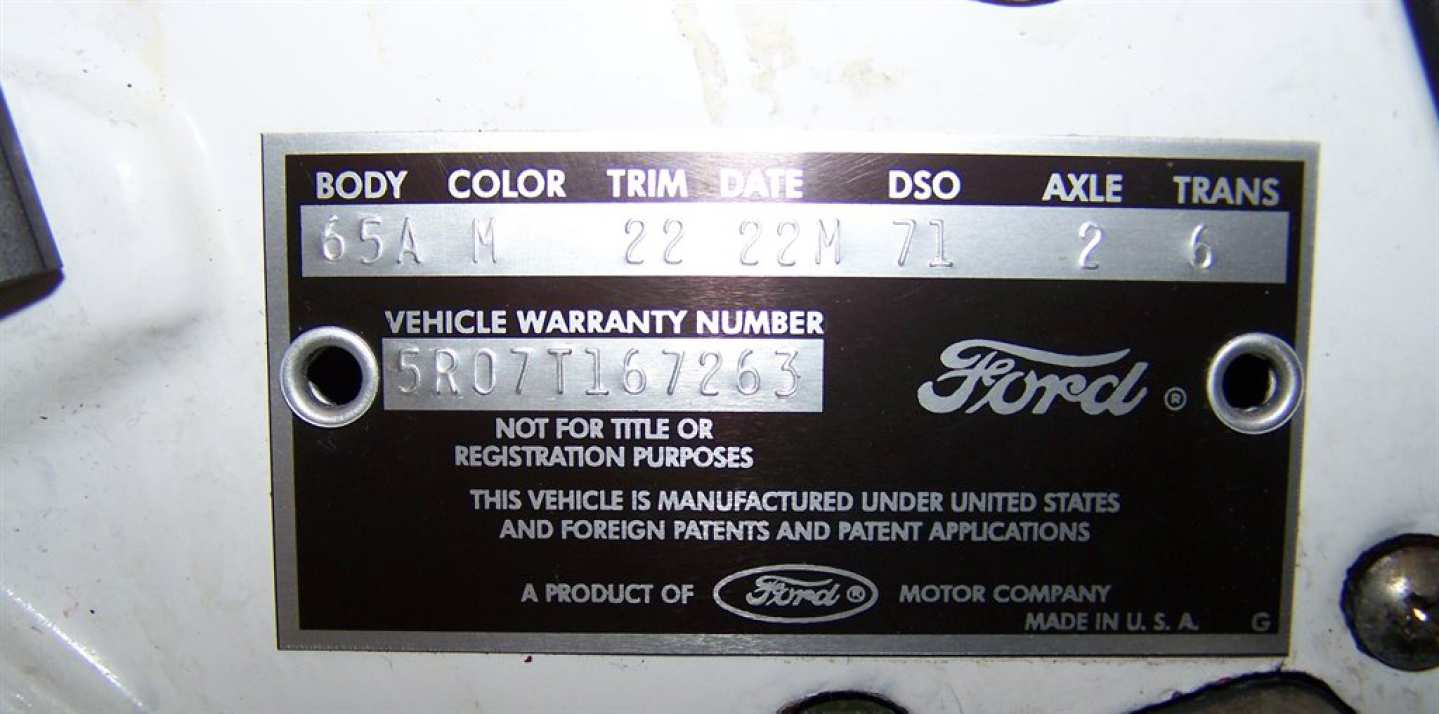 BODY COLOR TRIM DATE DSO AXLE TRANS
65A M 22 22M 71 2 6
VEHICLE WARRANTY NUMBER
5R07T167263
Ford ®
NOT FOR TITLE OR
REGISTRATION PURPOSES
THIS VEHICLE IS MANUFACTURED UNDER UNITED STATES
AND FOREIGN PATENTS AND PATENT APPLICATIONS
A PRODUCT OF Ford ® MOTOR COMPANY
MADE IN U. S. A. G